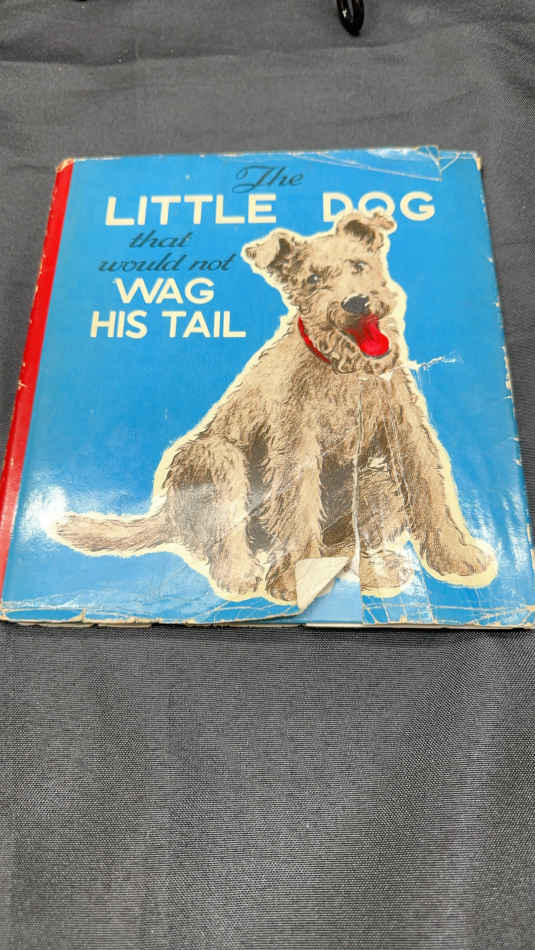 The
LITTLE DOG
that
would not
WAG
HIS TAIL